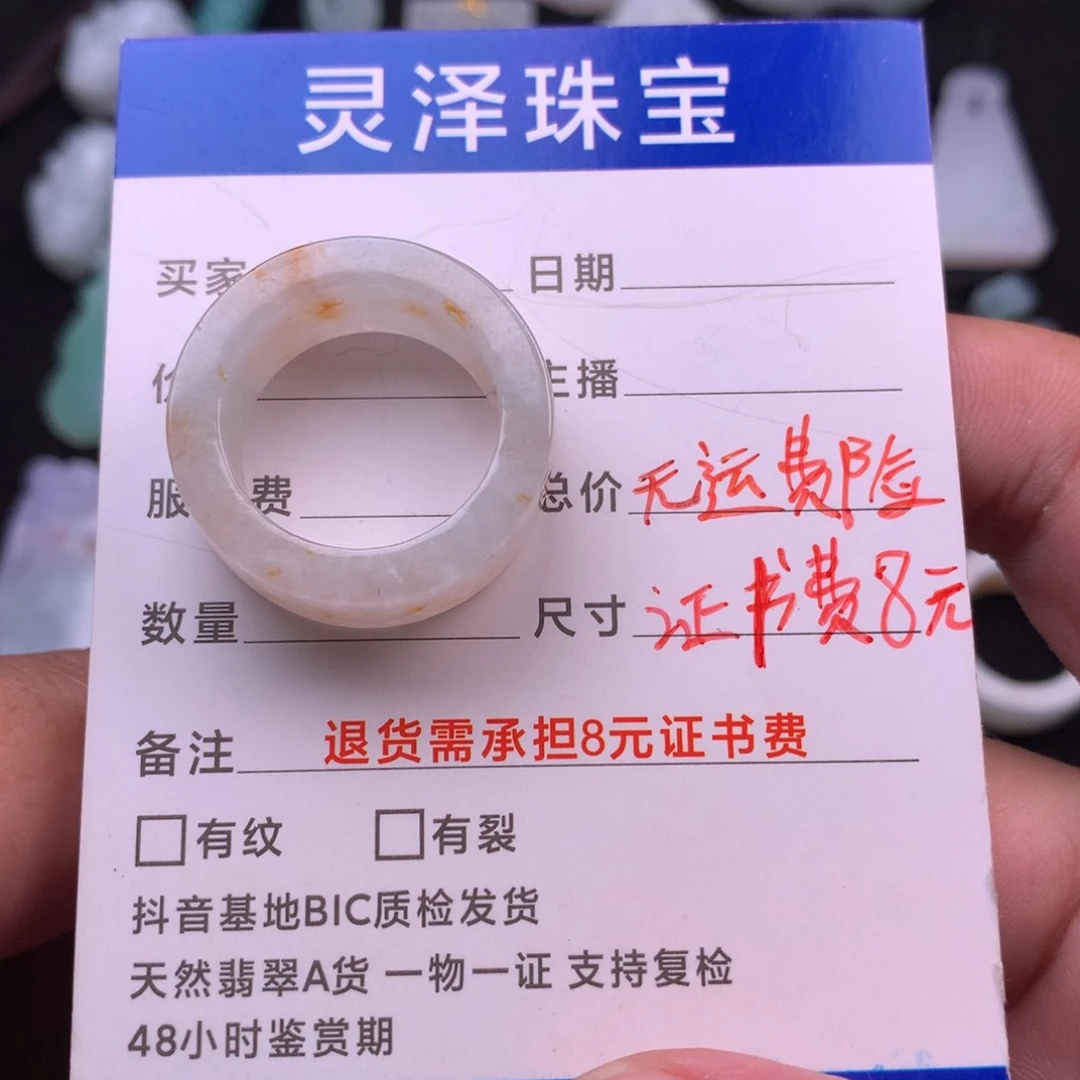 灵泽珠宝
买家 日期
主播
服 费 总价 无运费险
数量 尺寸 证书费8元
备注 退货需承担8元证书费
有纹 有裂
抖音基地BIC质检发货
天然翡翠A货 一物一证 支持复检
48小时鉴赏期